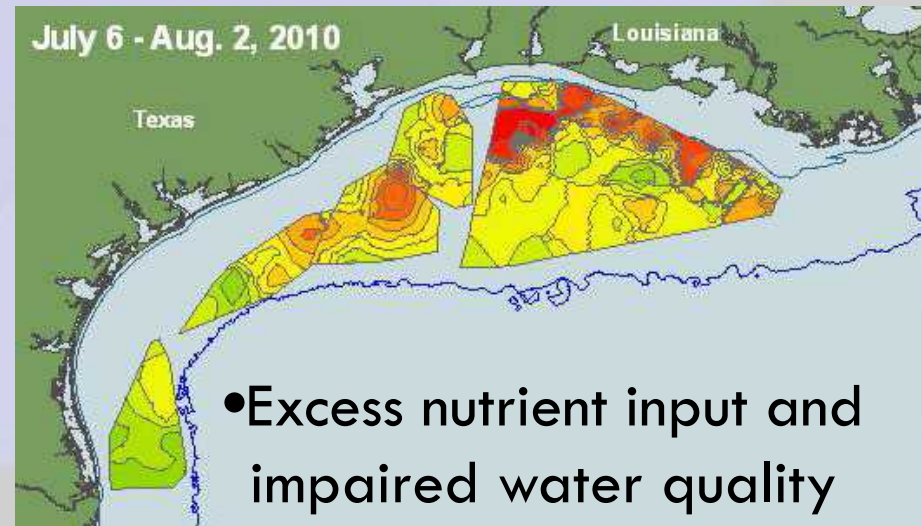 July 6 - Aug. 2, 2010
Louisiana
Texas
•Excess nutrient input and
impaired water quality